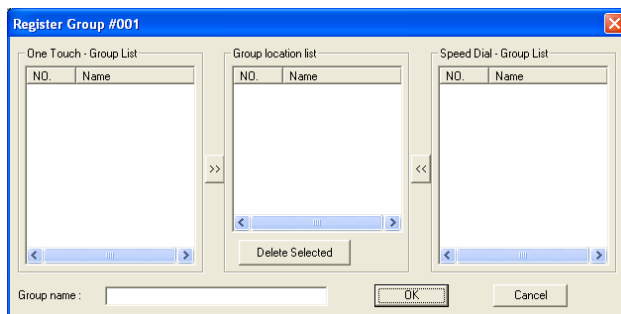 Register Group #001
One Touch - Group List
Group location list
Speed Dial - Group List
NO. Name
NO. Name
NO. Name
>>
<<
Delete Selected
Group name :
OK
Cancel